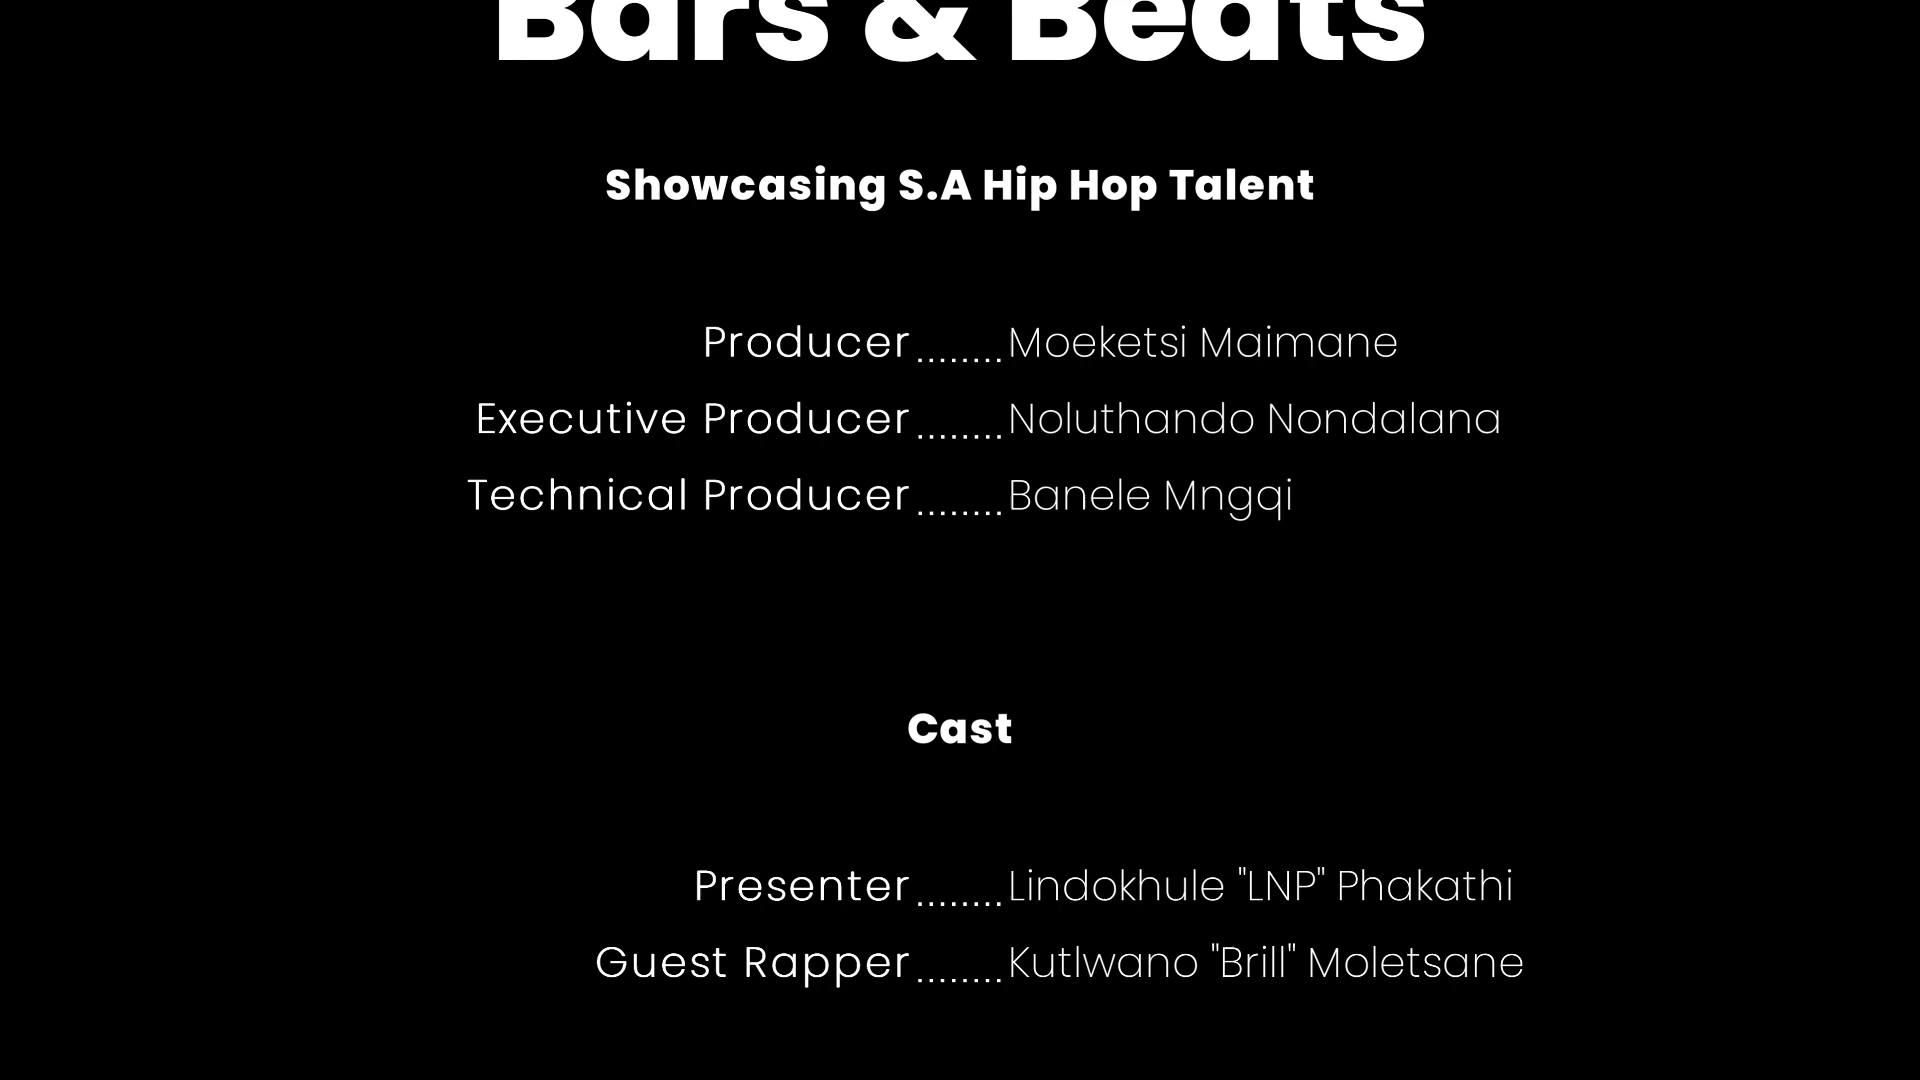 Bars & Beats
Showcasing S.A Hip Hop Talent
Producer........Moeketsi Maimane
Executive Producer........Noluthando Nondalana
Technical Producer........Banele Mngqi
Cast
Presenter........Lindokhule "LNP" Phakathi
Guest Rapper........Kutlwano "Brill" Moletsane